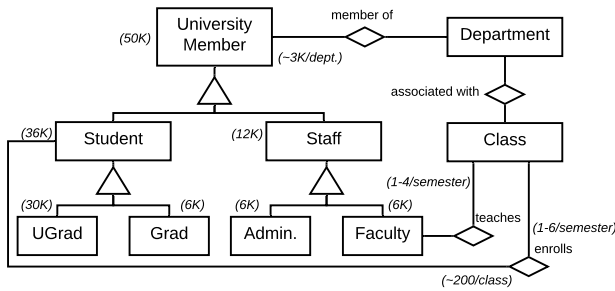 University
Member
(50K)
member of
(~3K/dept.)
Department
associated with
(36K)
Student
(12K)
Staff
Class
(1-4/semester)
(30K)
(6K)
(6K)
(6K)
UGrad
Grad
Admin.
Faculty
teaches
(1-6/semester)
enrolls
(~200/class)